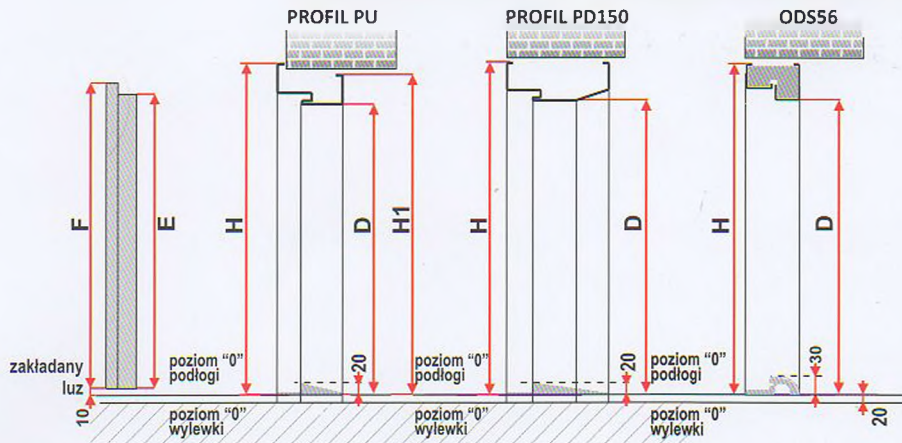 PROFIL PU
PROFIL PD150
ODS56
F
E
H
D
H1
H
D
H
D
zakładany
luz
10
poziom “0”
podłogi
20
poziom “0”
podłogi
20
poziom “0”
podłogi
30
20
poziom “0”
wylewki
poziom “0”
wylewki
poziom “0”
wylewki